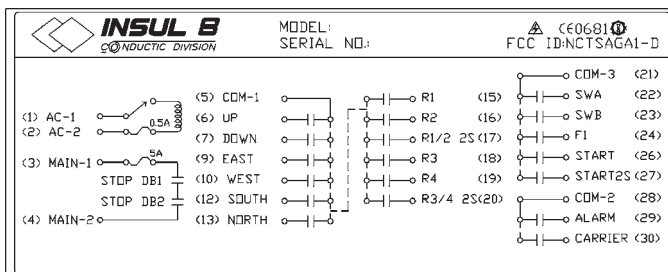 INSUL 8
CONDUCTIC DIVISION
MODEL:
SERIAL NO.:
CE0681
FCC ID:NCTSAGA1-D
(1) AC-1
(2) AC-2
0.5A
(3) MAIN-1
5A
STOP DB1
STOP DB2
(4) MAIN-2
(5) COM-1
(6) UP
(7) DOWN
(9) EAST
(10) WEST
(12) SOUTH
(13) NORTH
R1 (15)
R2 (16)
R1/2 2S(17)
R3 (18)
R4 (19)
R3/4 2S(20)
COM-3 (21)
SWA (22)
SWB (23)
F1 (24)
START (26)
START2S(27)
COM-2 (28)
ALARM (29)
CARRIER (30)